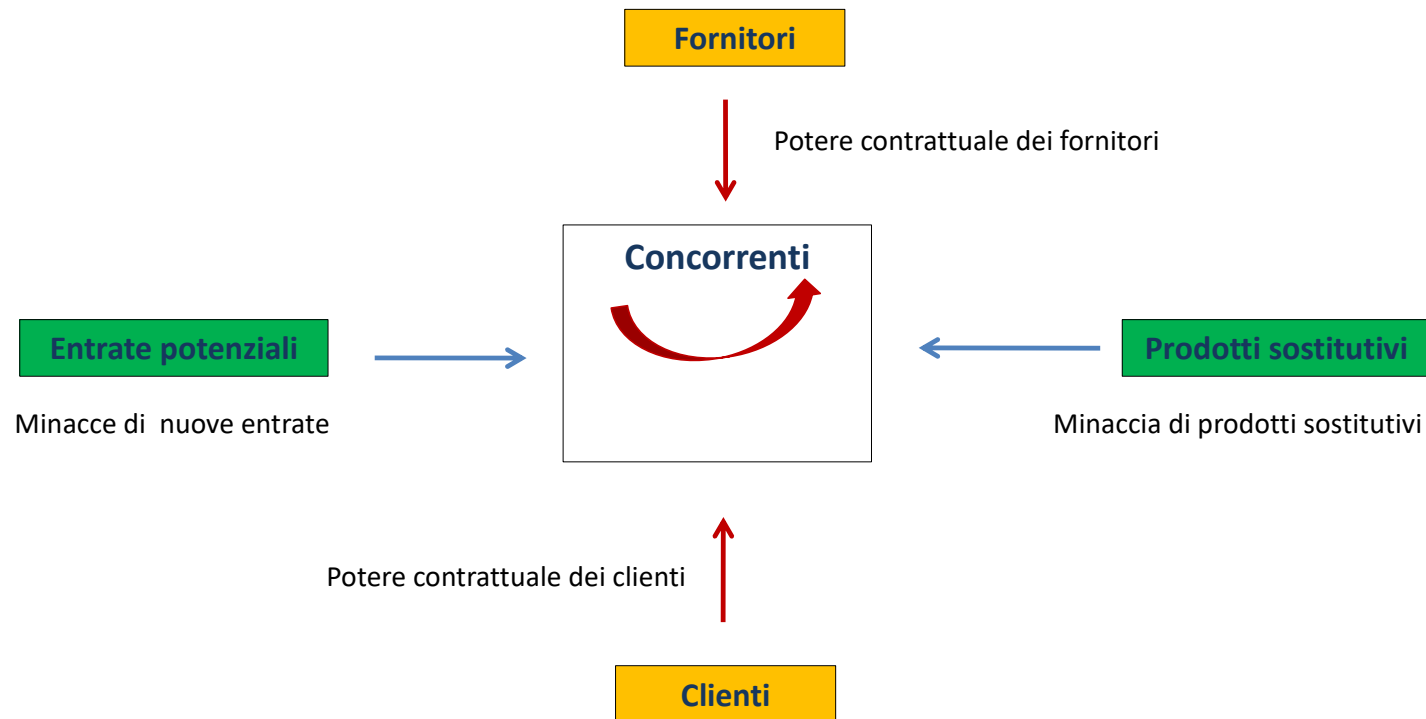 Fornitori
Potere contrattuale dei fornitori
Concorrenti
Entrate potenziali
Prodotti sostitutivi
Minacce di  nuove entrate
Minaccia di prodotti sostitutivi
Potere contrattuale dei clienti
Clienti